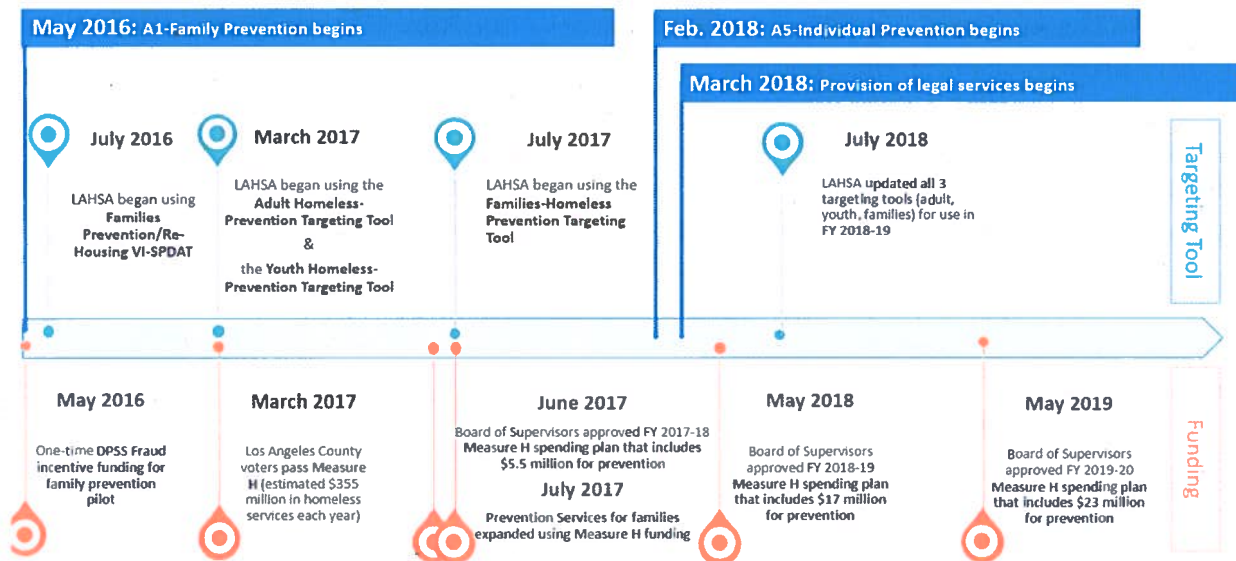 May 2016: A1-Family Prevention begins
Feb. 2018: A5-Individual Prevention begins
March 2018: Provision of legal services begins
July 2016
LAHSA began using
Families
Prevention/Re-
Housing VI-SPDAT
March 2017
LAHSA began using the
Adult Homeless-
Prevention Targeting Tool
&
the Youth Homeless-
Prevention Targeting Tool
July 2017
LAHSA began using the
Families-Homeless
Prevention Targeting
Tool
July 2018
LAHSA updated all 3
targeting tools (adult,
youth, families) for use in
FY 2018-19
Targeting Tool
May 2016
One-time DPSS Fraud
incentive funding for
family prevention
pilot
March 2017
Los Angeles County
voters pass Measure
H (estimated $355
million in homeless
services each year)
June 2017
Board of Supervisors approved FY 2017-18
Measure H spending plan that includes
$5.5 million for prevention
July 2017
Prevention Services for families
expanded using Measure H funding
May 2018
Board of Supervisors
approved FY 2018-19
Measure H spending plan
that includes $17 million
for prevention
May 2019
Board of Supervisors
approved FY 2019-20
Measure H spending plan
that includes $23 million
for prevention
Funding